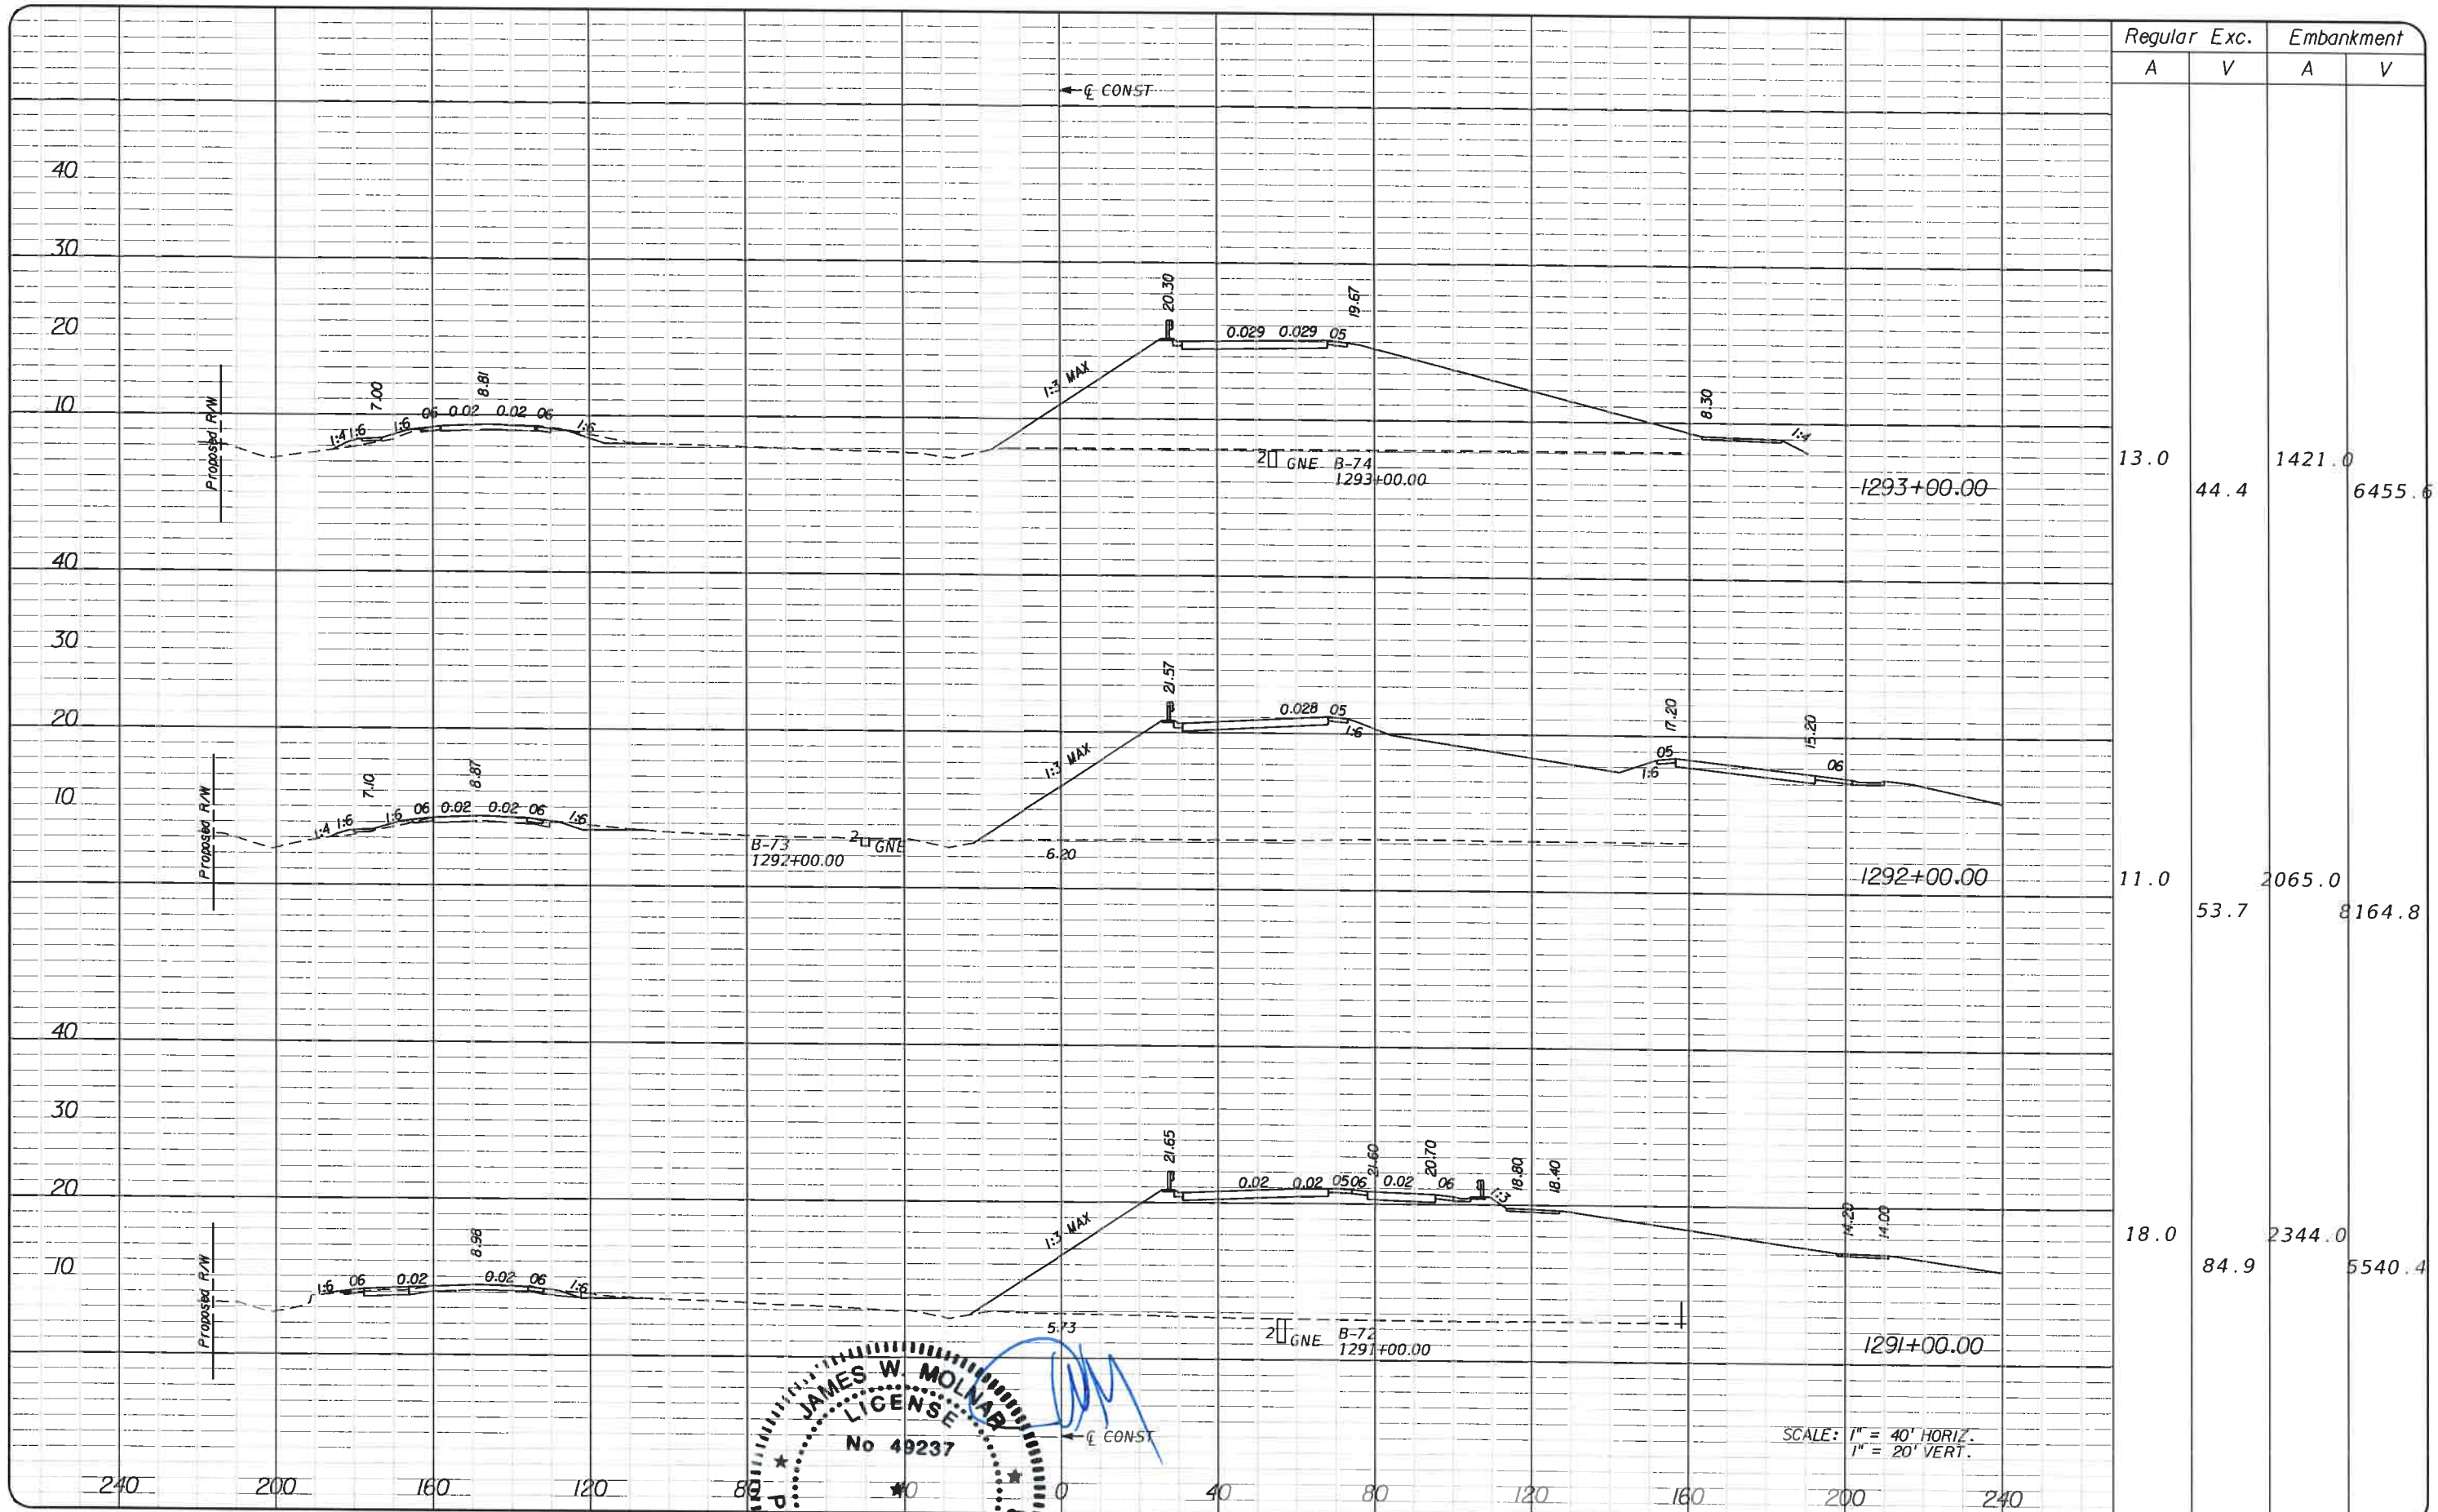 Regular Exc. Embankment
A V A V
℄ CONST
40
30
20
10
Proposed R/W
1:4 1:6 7.00 1:6 06 0.02 8.81 0.02 06 1:6
1:3 MAX
20.30
0.029 0.029 05
19.67
8.30
1:4
2 GNE B-74
1293+00.00
1293+00.00
13.0 1421.0
44.4 6455.6
40
30
20
10
Proposed R/W
1:4 1:6 7.10 1:6 06 0.02 8.87 0.02 06 1:6
B-73
1292+00.00
2 GNE
6.20
1:3 MAX
21.57
0.028 05
1:6
1:6
05
17.20
15.20
06
1292+00.00
11.0 2065.0
53.7 8164.8
40
30
20
10
Proposed R/W
1:6 06 0.02 8.98 0.02 06 1:6
5.73
1:3 MAX
21.65
0.02 0.02 05 06 21.60 0.02 20.70 06
1:3
18.80
18.40
14.20
14.00
2 GNE B-72
1291+00.00
1291+00.00
18.0 2344.0
84.9 5540.4
JAMES W. MOLNAR
LICENSE
No 49237
℄ CONST
SCALE: 1" = 40' HORIZ.
1" = 20' VERT.
240 200 160 120 80 40 0 40 80 120 160 200 240